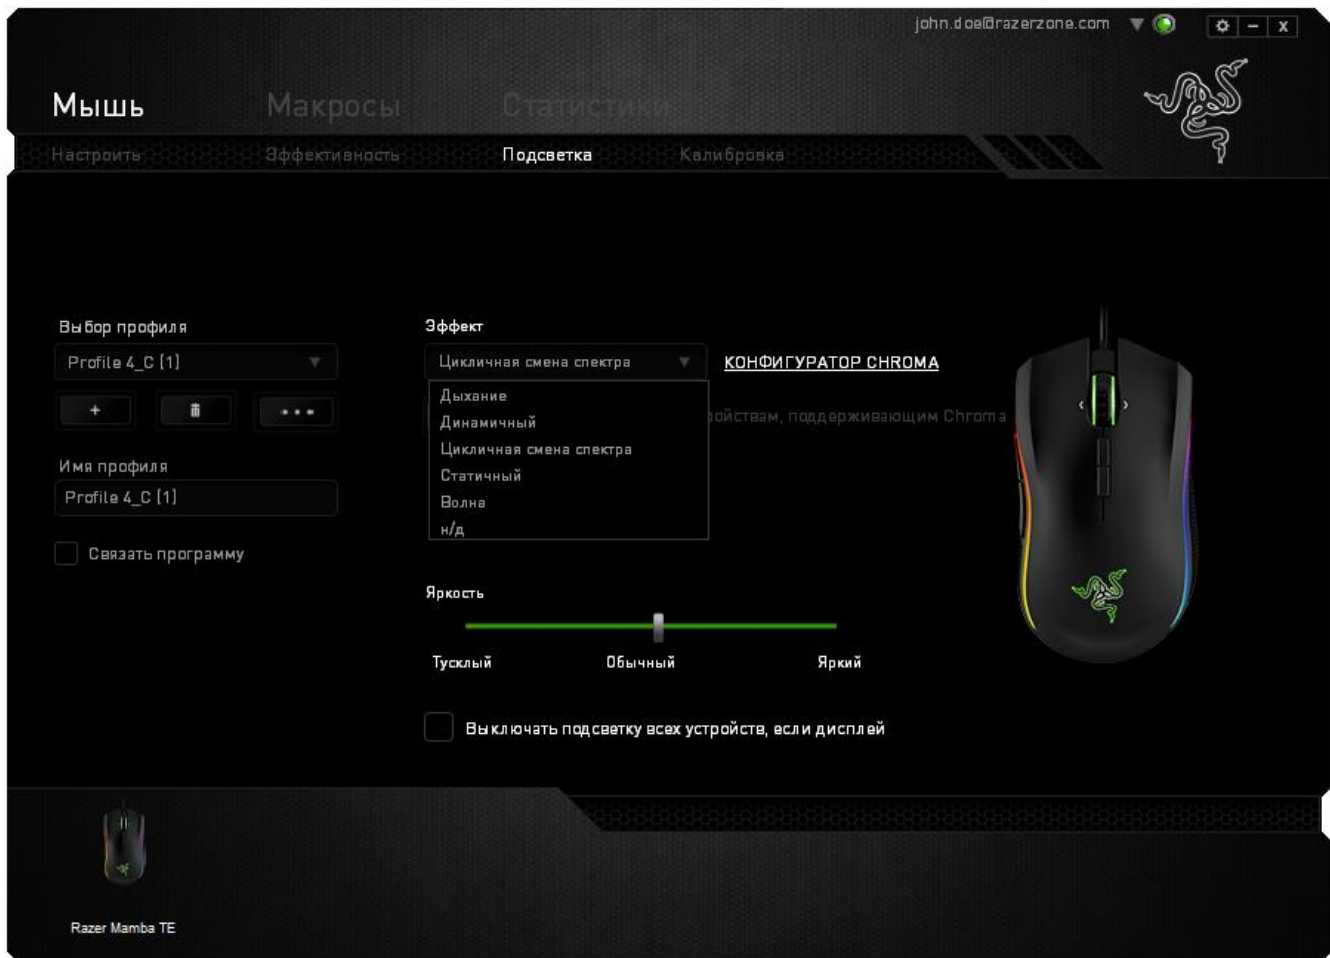 john.doe@razerzone.com
Мышь Макросы Статистики
Настроить Эффективность Подсветка Калибровка
Выбор профиля
Profile 4_C (1)
Имя профиля
Profile 4_C (1)
Связать программу
Эффект
Цикличная смена спектра
КОНФИГУРАТОР CHROMA
Дыхание
Динамичный
Цикличная смена спектра
Статичный
Волна
н/д
поддерживающим Chroma
Яркость
Тусклый Обычный Яркий
Выключать подсветку всех устройств, если дисплей
Razer Mamba TE